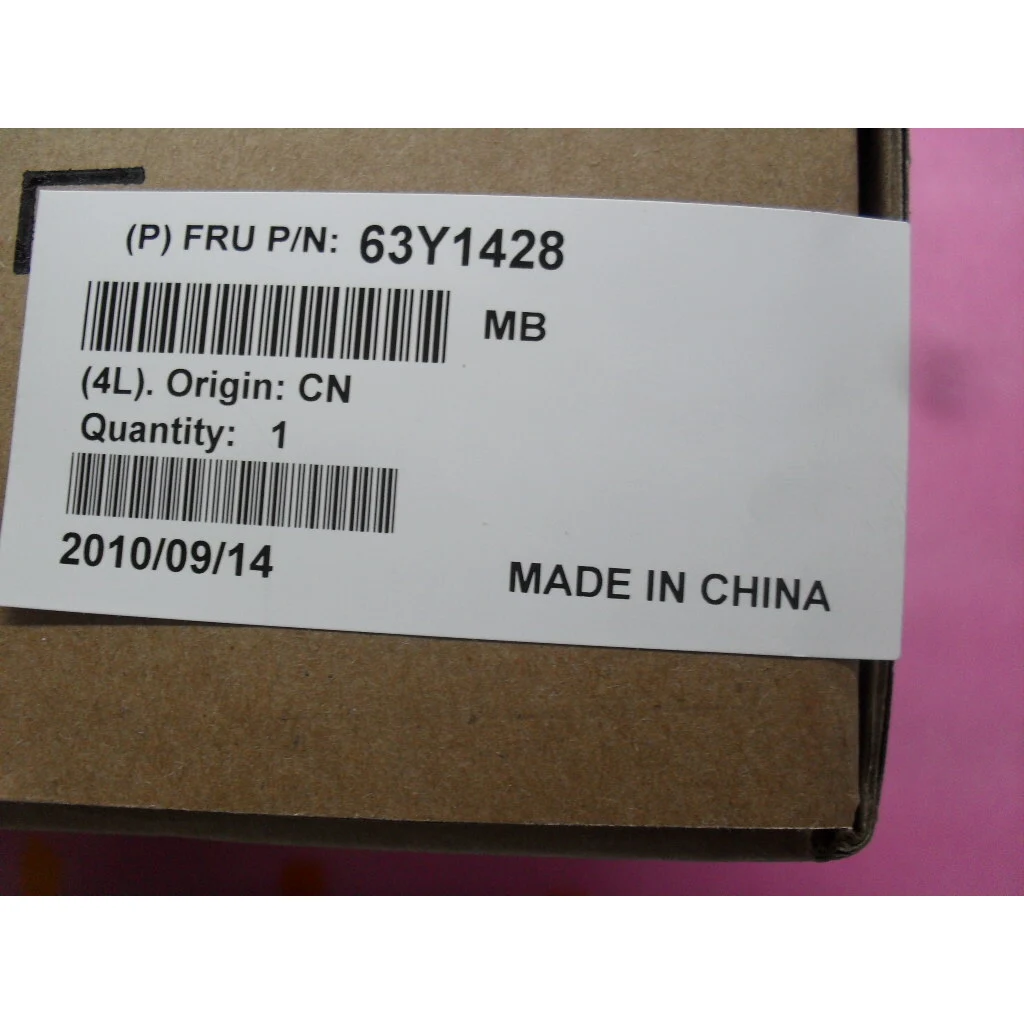 (P) FRU P/N: 63Y1428
MB
(4L). Origin: CN
Quantity: 1
2010/09/14
MADE IN CHINA